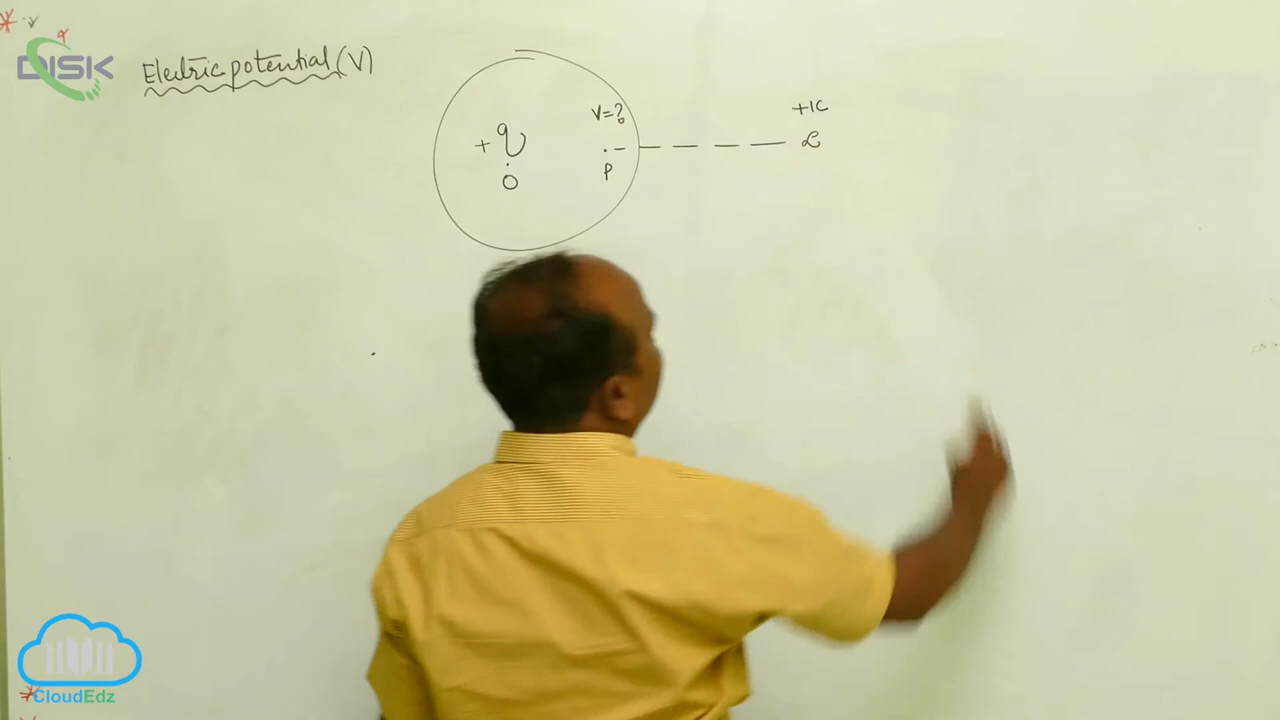 DISK
Electric potential (V)
+q
O
V=?
P
+1C
∞
CloudEdz